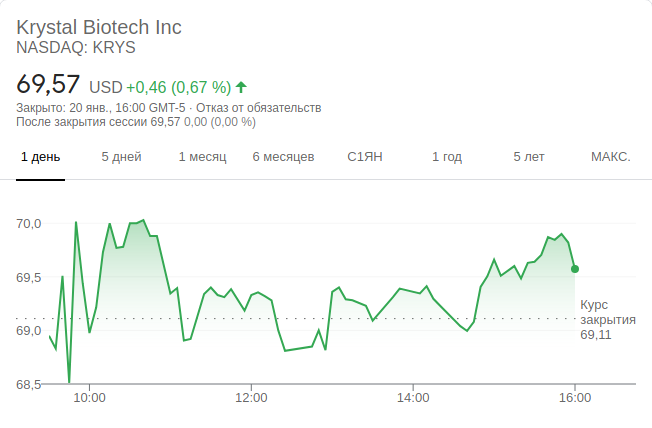 Krystal Biotech Inc
NASDAQ: KRYS
69,57 USD +0,46 (0,67 %)
Закрыто: 20 янв., 16:00 GMT-5 · Отказ от обязательств
После закрытия сессии 69,57 0,00 (0,00 %)
1 день 5 дней 1 месяц 6 месяцев С1ЯН 1 год 5 лет МАКС.
70,0
69,5
69,0
68,5
Курс
закрытия
69,11
10:00 12:00 14:00 16:00